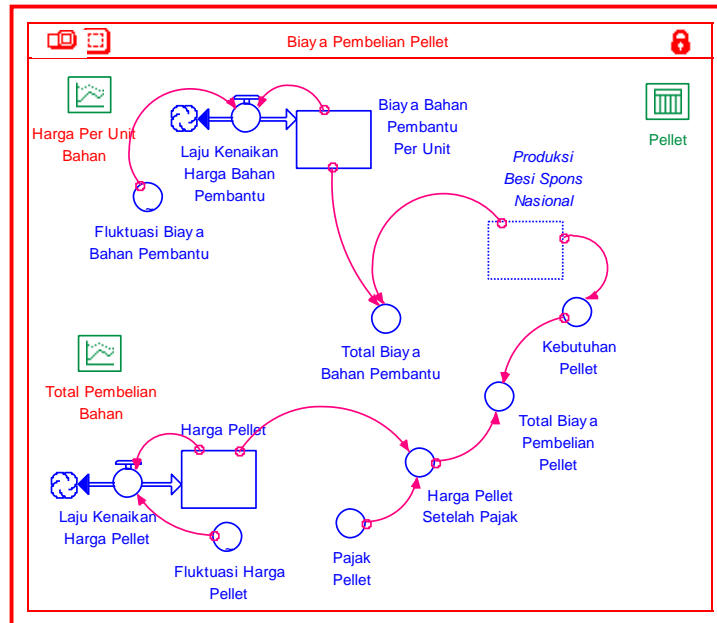 Biaya Pembelian Pellet
Harga Per Unit
Bahan
Laju Kenaikan
Harga Bahan
Pembantu
Biaya Bahan
Pembantu
Per Unit
Pellet
Produksi
Besi Spons
Nasional
Fluktuasi Biaya
Bahan Pembantu
Total Biaya
Bahan Pembantu
Kebutuhan
Pellet
Total Pembelian
Bahan
Harga Pellet
Total Biaya
Pembelian
Pellet
Laju Kenaikan
Harga Pellet
Harga Pellet
Setelah Pajak
Fluktuasi Harga
Pellet
Pajak
Pellet